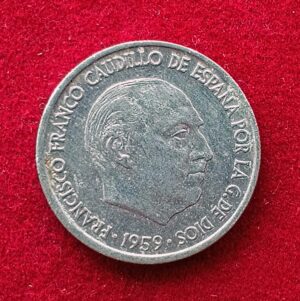 FRANCISCO FRANCO CAUDILLO DE ESPAÑA POR LA G. DE DIOS
· 1959 ·